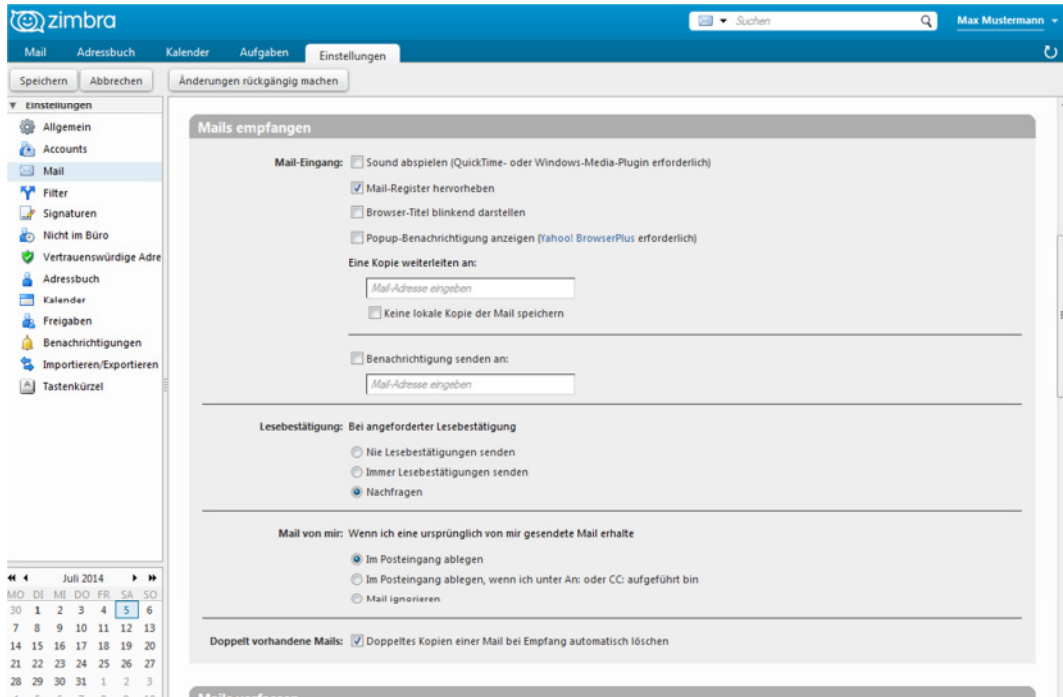 zimbra
Suchen
Max Mustermann
Mail Adressbuch Kalender Aufgaben Einstellungen
Speichern Abbrechen Änderungen rückgängig machen
Einstellungen
Allgemein
Accounts
Mail
Filter
Signaturen
Nicht im Büro
Vertrauenswürdige Adre
Adressbuch
Kalender
Freigaben
Benachrichtigungen
Importieren/Exportieren
Tastenkürzel
Juli 2014
MO DI MI DO FR SA SO
30 1 2 3 4 5 6
7 8 9 10 11 12 13
14 15 16 17 18 19 20
21 22 23 24 25 26 27
28 29 30 31 1 2 3
Mails empfangen
Mail-Eingang: Sound abspielen (QuickTime- oder Windows-Media-Plugin erforderlich)
Mail-Register hervorheben
Browser-Titel blinkend darstellen
Popup-Benachrichtigung anzeigen (Yahoo! BrowserPlus erforderlich)
Eine Kopie weiterleiten an:
Mail-Adresse eingeben
Keine lokale Kopie der Mail speichern
Benachrichtigung senden an:
Mail-Adresse eingeben
Lesebestätigung: Bei angeforderter Lesebestätigung
Nie Lesebestätigungen senden
Immer Lesebestätigungen senden
Nachfragen
Mail von mir: Wenn ich eine ursprünglich von mir gesendete Mail erhalte
Im Posteingang ablegen
Im Posteingang ablegen, wenn ich unter An: oder CC: aufgeführt bin
Mail ignorieren
Doppelt vorhandene Mails: Doppeltes Kopien einer Mail bei Empfang automatisch löschen